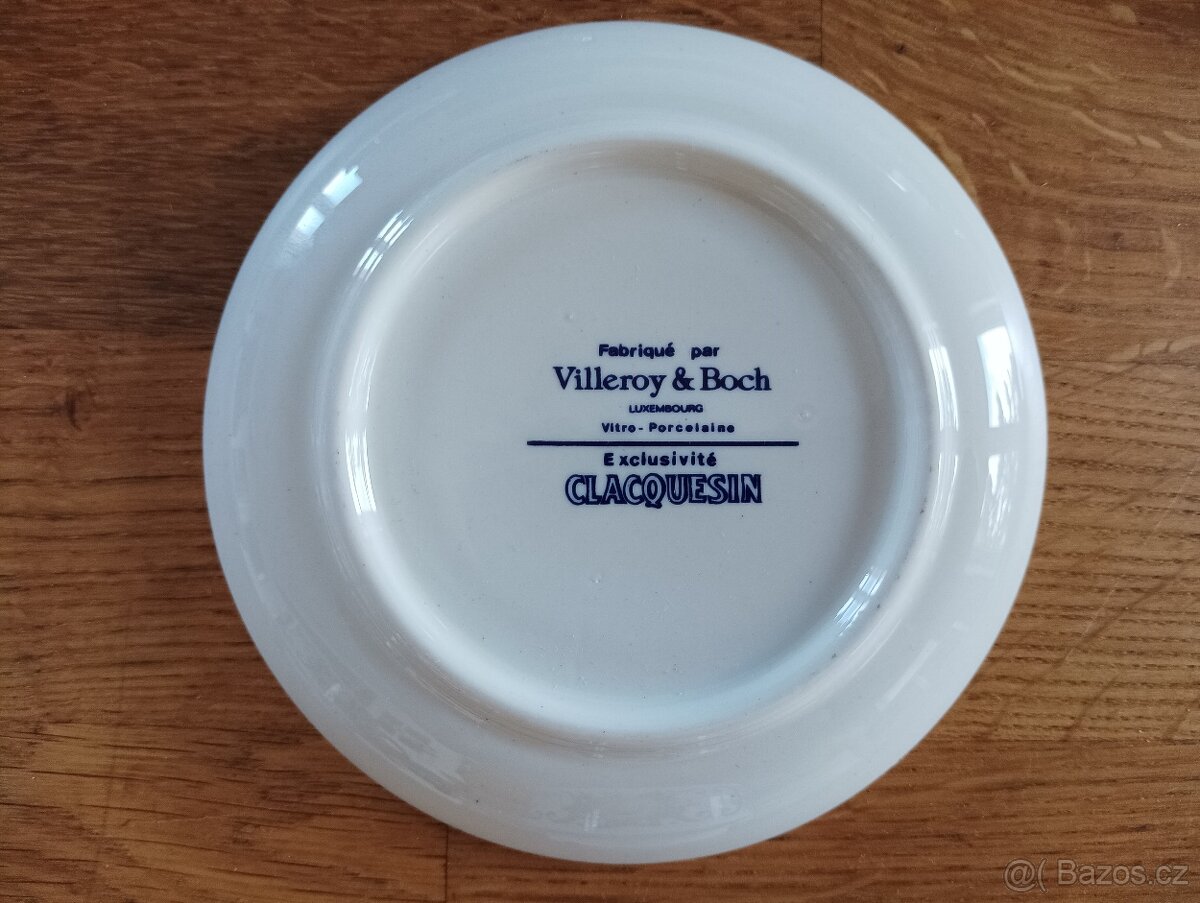 Fabriqué par
Villeroy & Boch
LUXEMBOURG
Vitro-Porcelaine
Exclusivité
CLACQUESIN
@( Bazos.cz